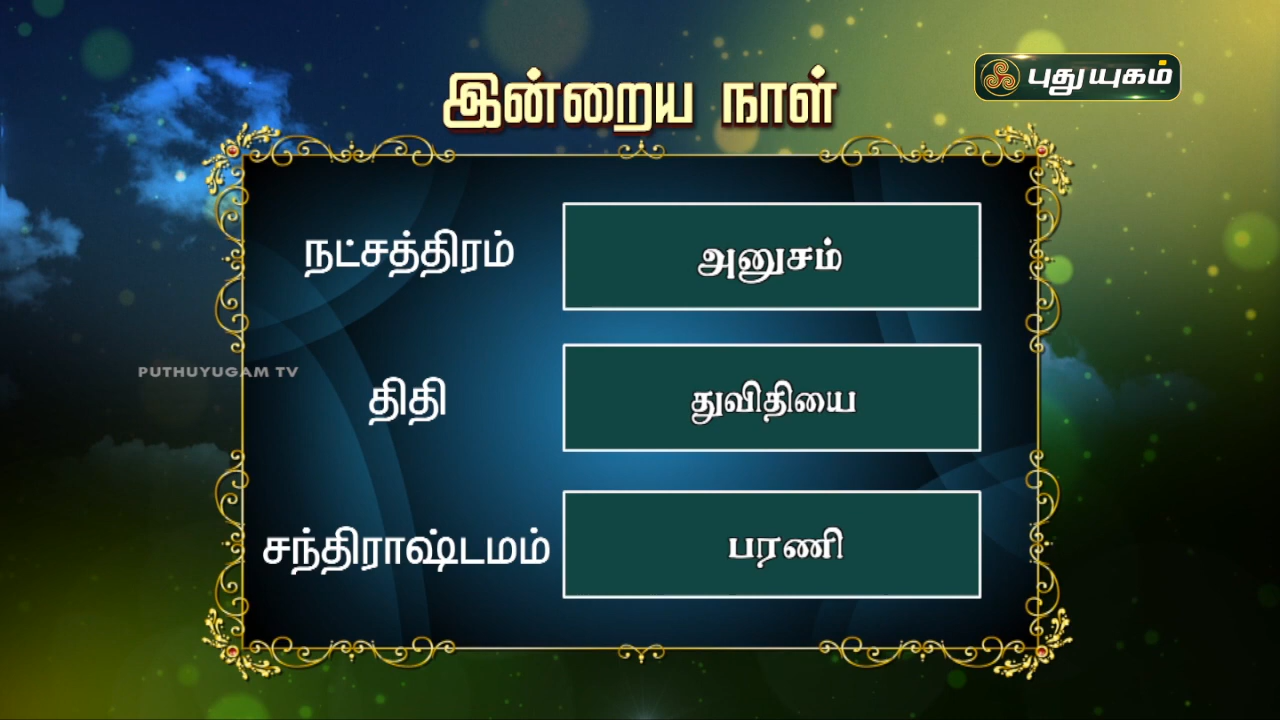 இன்றைய நாள்
புதுயுகம்
நட்சத்திரம்
அனுசம்
PUTHUYUGAM TV
திதி
துவிதியை
சந்திராஷ்டமம்
பரணி